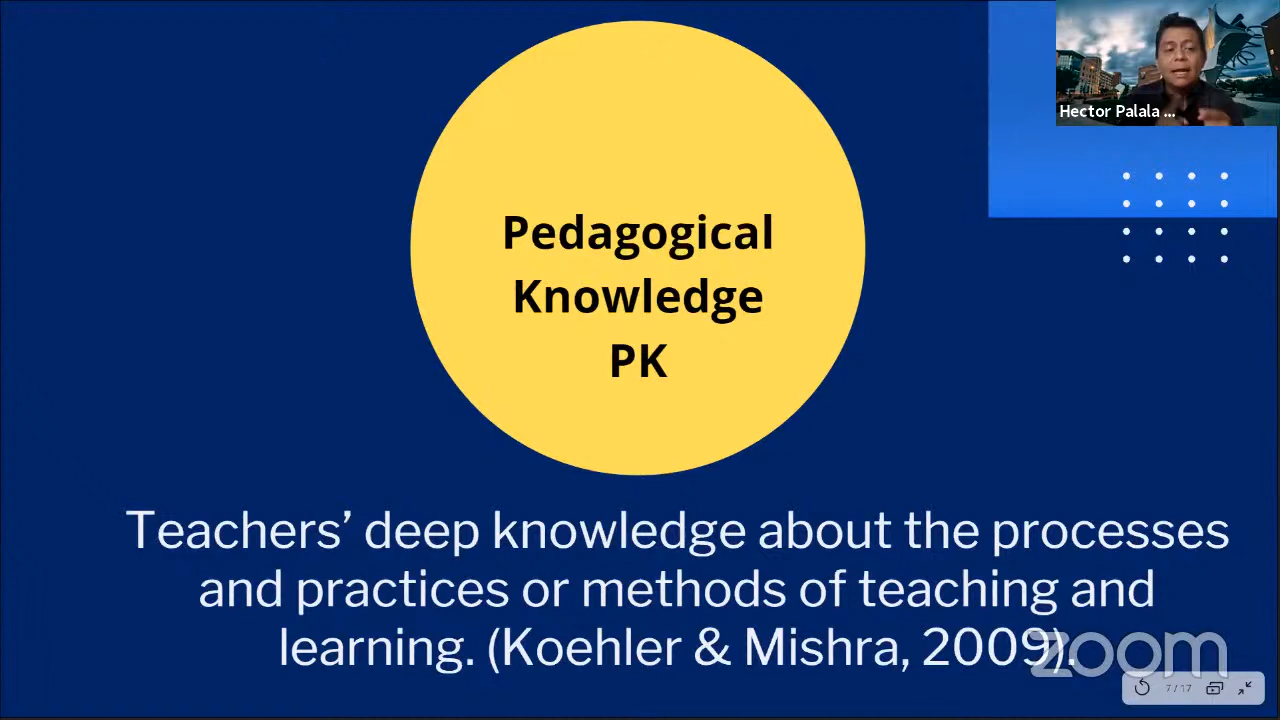 Hector Palala ...
Pedagogical
Knowledge
PK
Teachers’ deep knowledge about the processes
and practices or methods of teaching and
learning. (Koehler & Mishra, 2009).
zoom
7/17